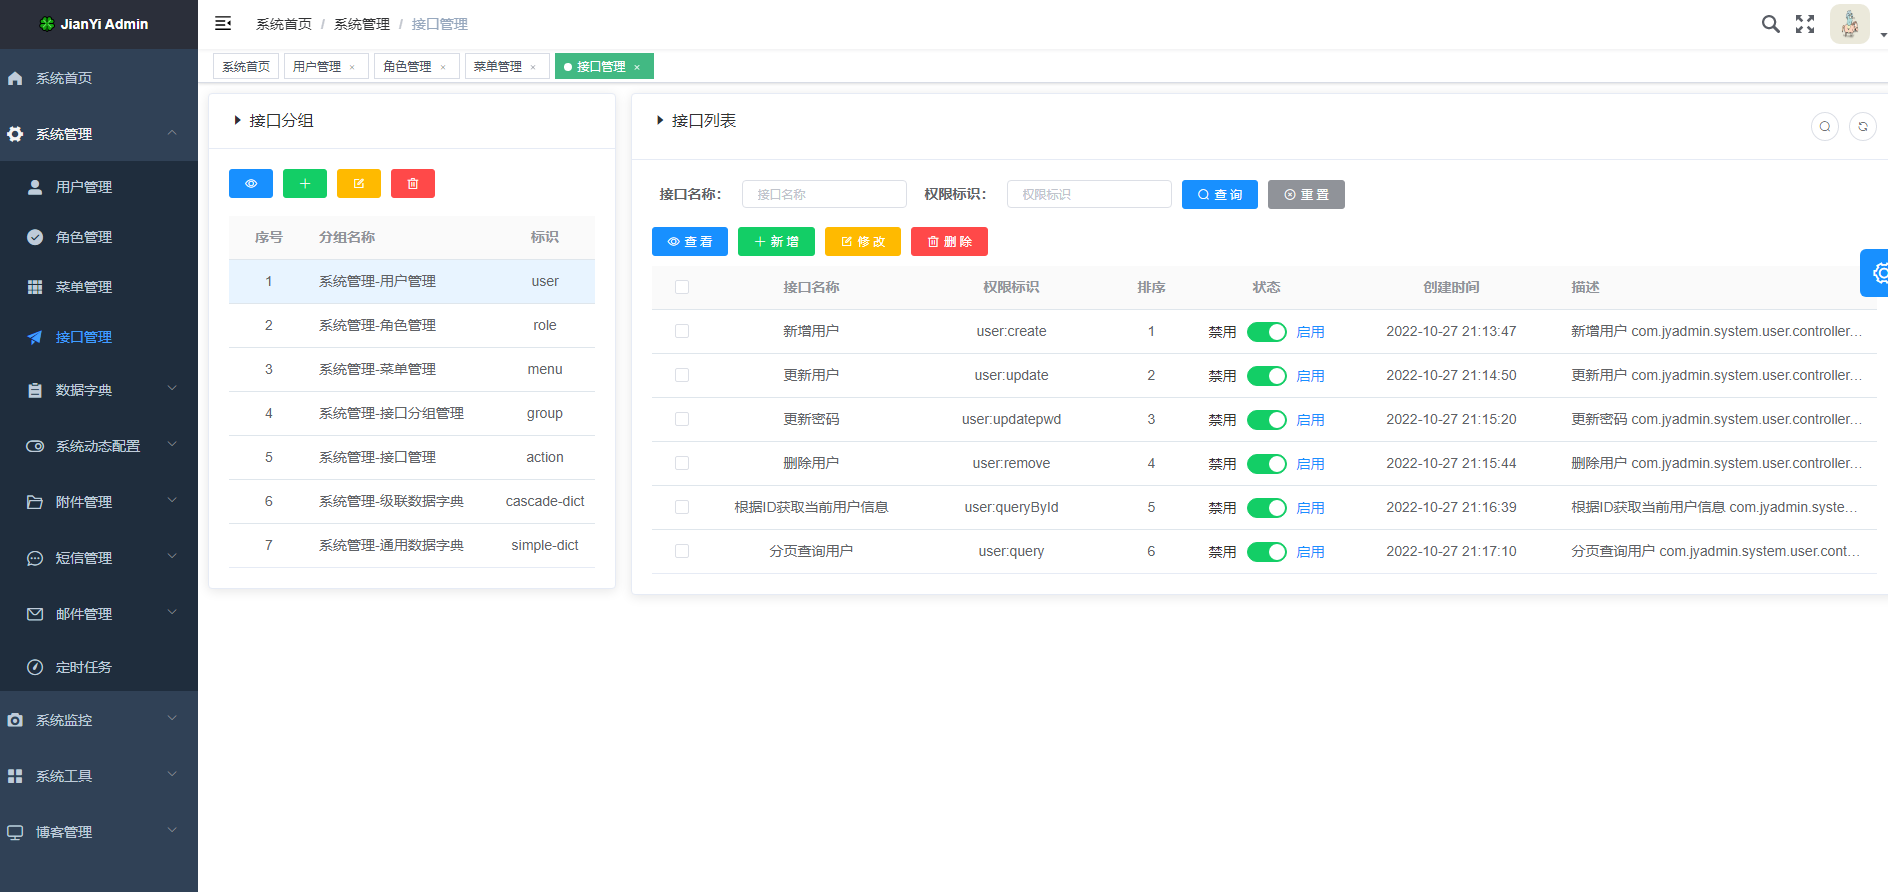 JianYi Admin
系统首页 / 系统管理 / 接口管理
系统首页 用户管理 × 角色管理 × 菜单管理 × 接口管理 ×
系统首页
系统管理
用户管理
角色管理
菜单管理
接口管理
数据字典
系统动态配置
附件管理
短信管理
邮件管理
定时任务
系统监控
系统工具
博客管理
接口分组
序号 分组名称 标识
1 系统管理-用户管理 user
2 系统管理-角色管理 role
3 系统管理-菜单管理 menu
4 系统管理-接口分组管理 group
5 系统管理-接口管理 action
6 系统管理-级联数据字典 cascade-dict
7 系统管理-通用数据字典 simple-dict
接口列表
接口名称: 接口名称 权限标识: 权限标识 查询 重置
查看 新增 修改 删除
接口名称 权限标识 排序 状态 创建时间 描述
新增用户 user:create 1 禁用 启用 2022-10-27 21:13:47 新增用户 com.jyadmin.system.user.controller...
更新用户 user:update 2 禁用 启用 2022-10-27 21:14:50 更新用户 com.jyadmin.system.user.controller...
更新密码 user:updatepwd 3 禁用 启用 2022-10-27 21:15:20 更新密码 com.jyadmin.system.user.controller...
删除用户 user:remove 4 禁用 启用 2022-10-27 21:15:44 删除用户 com.jyadmin.system.user.controller...
根据ID获取当前用户信息 user:queryById 5 禁用 启用 2022-10-27 21:16:39 根据ID获取当前用户信息 com.jyadmin.syste...
分页查询用户 user:query 6 禁用 启用 2022-10-27 21:17:10 分页查询用户 com.jyadmin.system.user.cont...